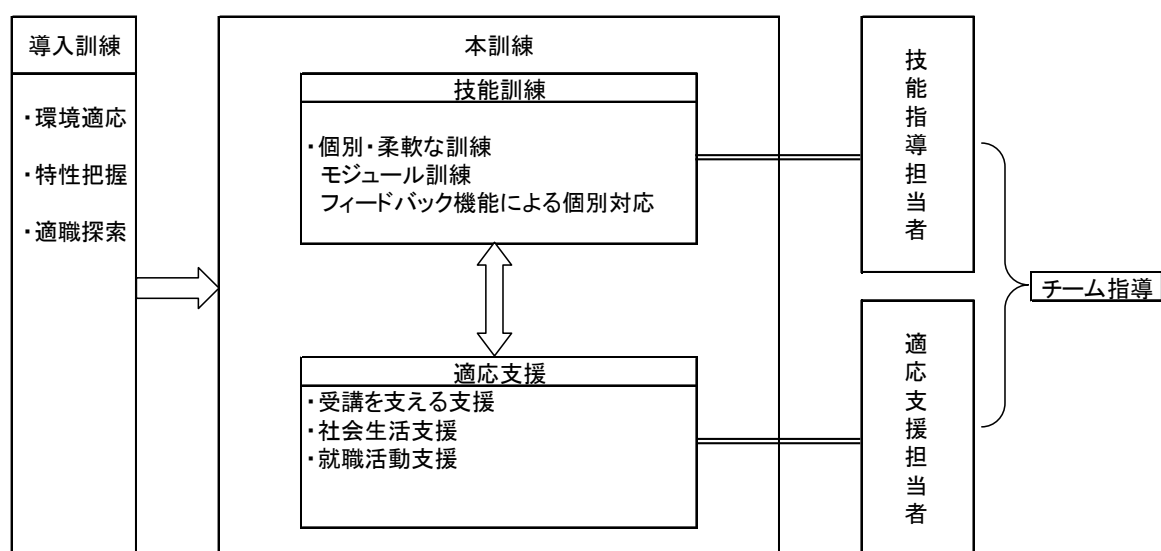 導入訓練
・環境適応
・特性把握
・適職探索
本訓練
技能訓練
・個別・柔軟な訓練
モジュール訓練
フィードバック機能による個別対応
適応支援
・受講を支える支援
・社会生活支援
・就職活動支援
技能指導担当者
適応支援担当者
チーム指導